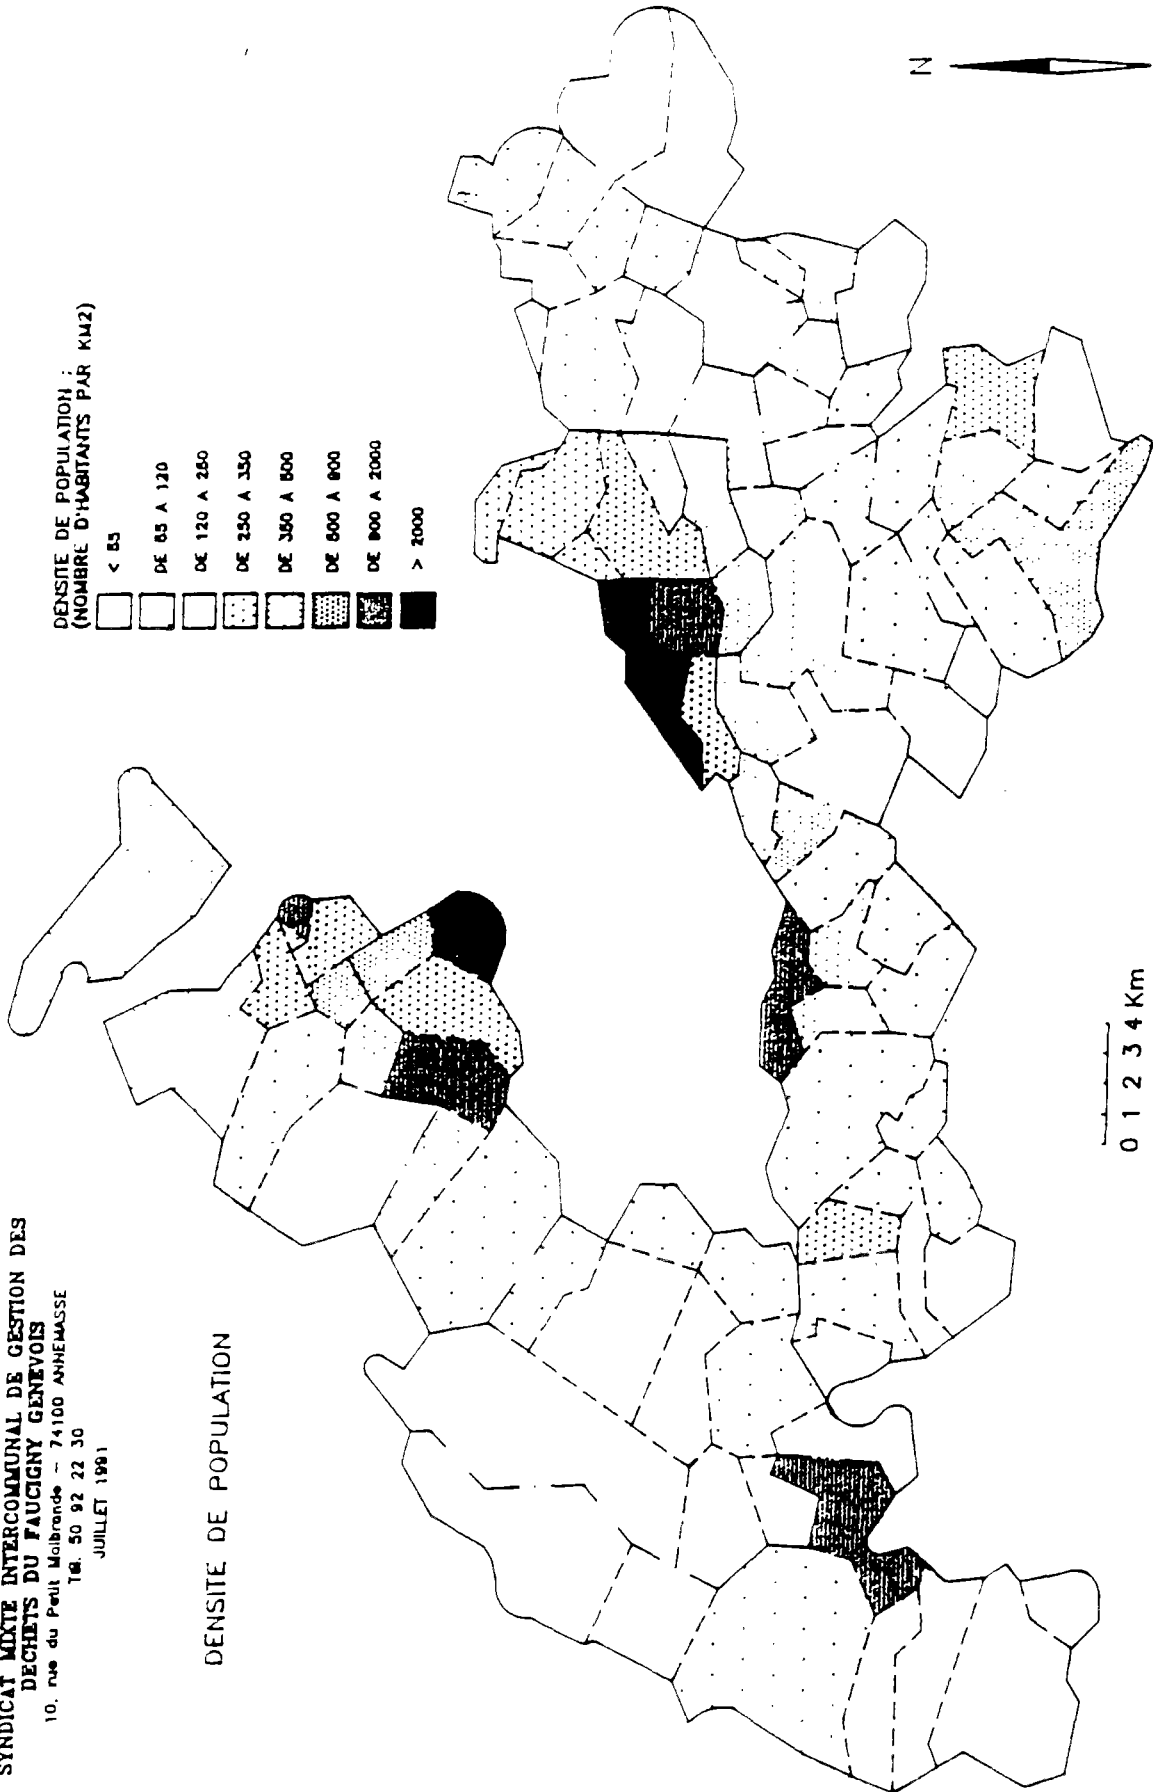 SYNDICAT MIXTE INTERCOMMUNAL DE GESTION DES
DECHETS DU FAUCIGNY GENEVOIS
10, rue du Petit Malbrande - 74100 ANNEMASSE
Tél. 50 92 22 30
JUILLET 1991
DENSITE DE POPULATION
DENSITE DE POPULATION :
(NOMBRE D'HABITANTS PAR KM2)
< 85
DE 85 A 120
DE 120 A 250
DE 250 A 350
DE 350 A 500
DE 500 A 900
DE 900 A 2000
> 2000
0 1 2 3 4 Km
N